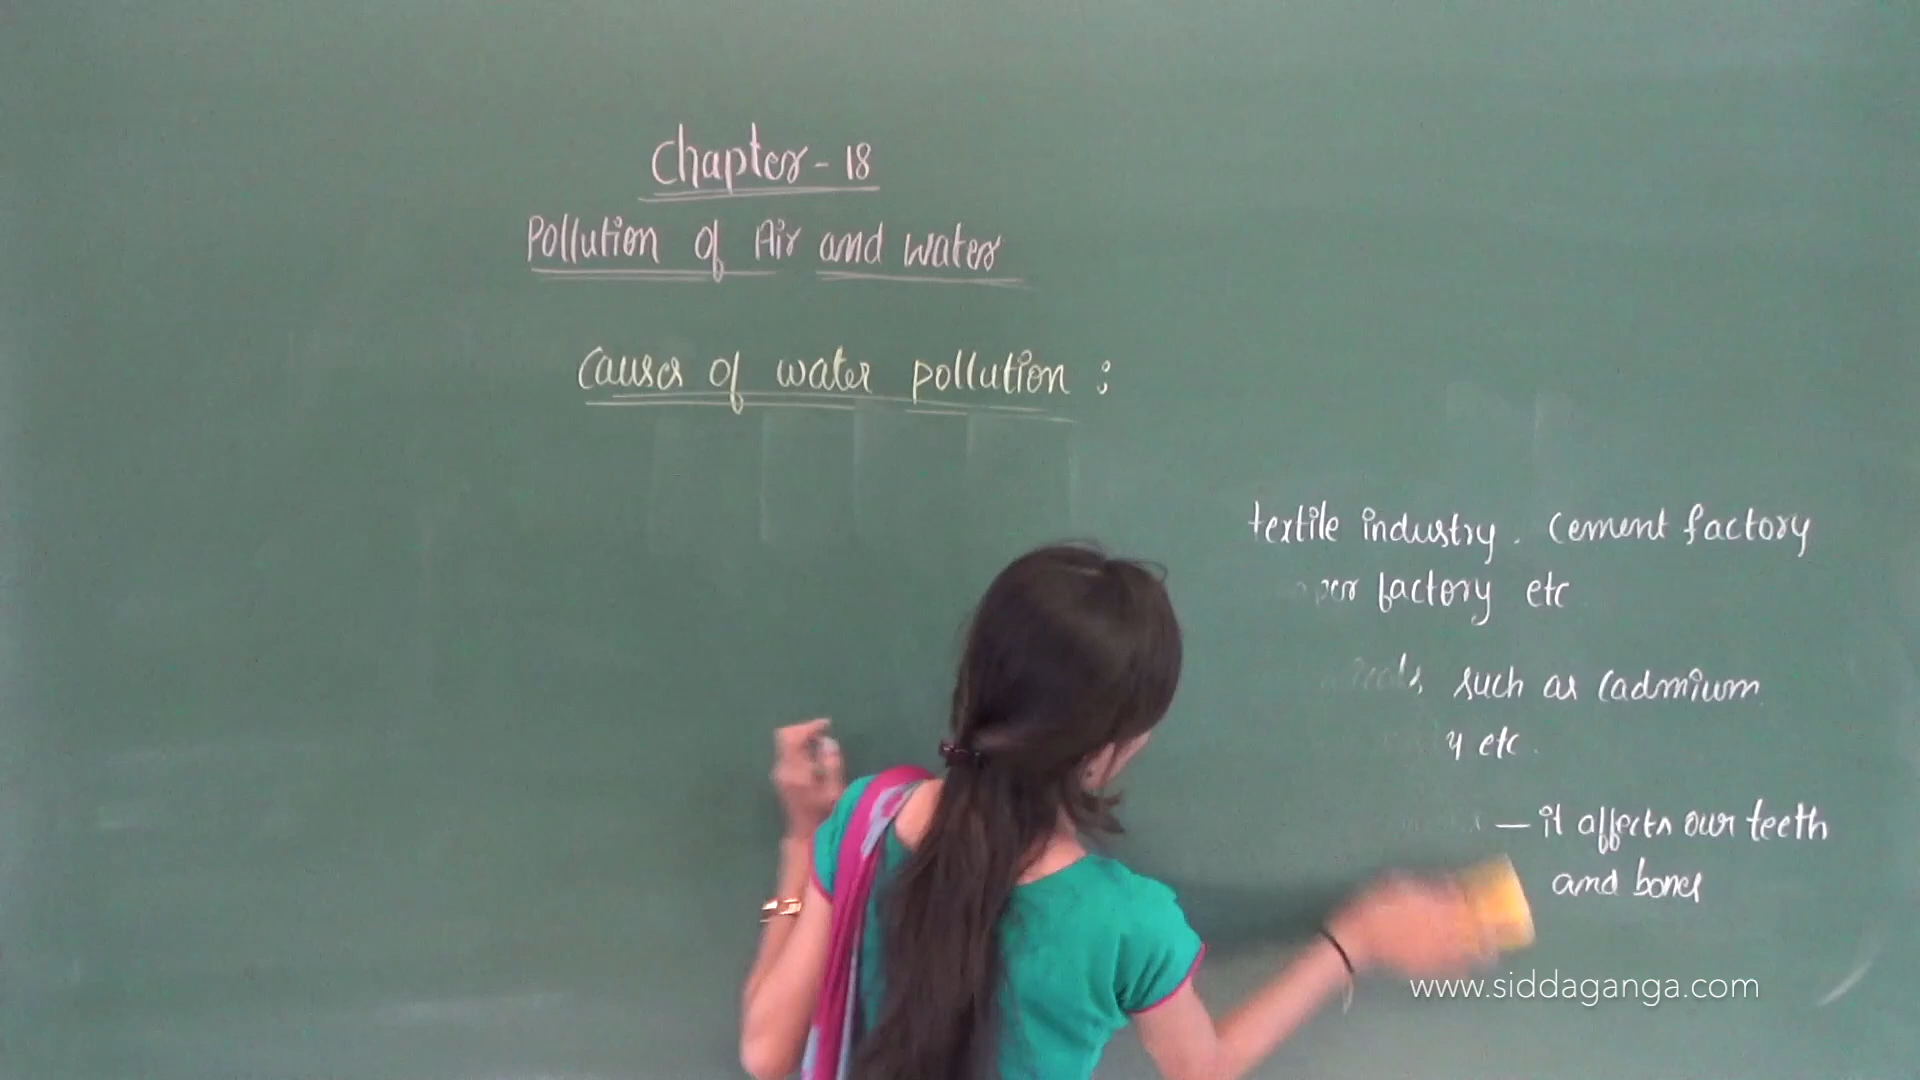 Chapter - 18
Pollution of Air and water
Causes of water pollution :
textile industry. Cement factory
factory etc
such as Cadmium
etc.
— it affects our teeth
and bones
www.siddaganga.com